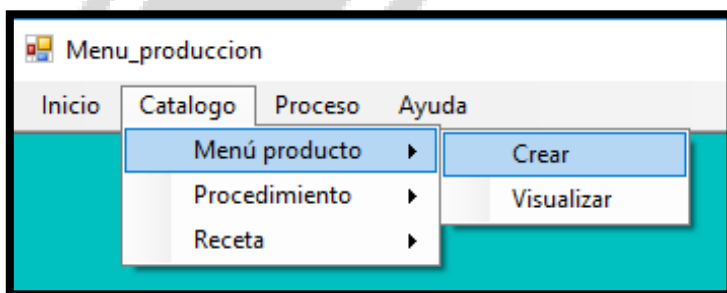 Menu_produccion
Inicio Catalogo Proceso Ayuda
Menú producto Crear
Procedimiento Visualizar
Receta